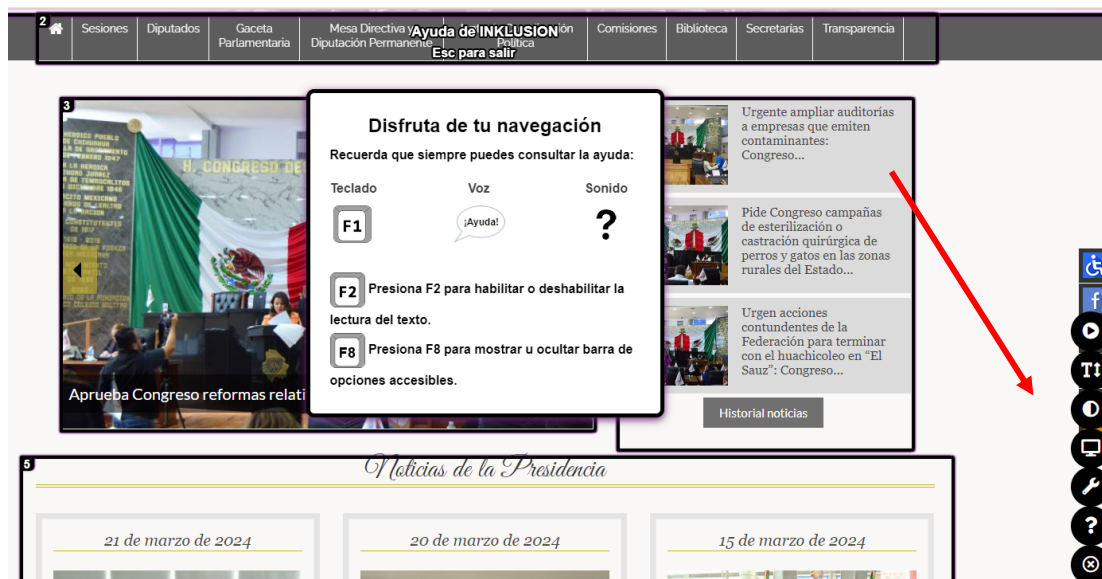 2
Sesiones
Diputados
Gaceta
Parlamentaria
Mesa Directiva y
Diputación Permanente
Ayuda de INKLUSION
Esc para salir
Política
Comisiones
Biblioteca
Secretarías
Transparencia
3
H. CONGRESO DE
Aprueba Congreso reformas relati
Disfruta de tu navegación
Recuerda que siempre puedes consultar la ayuda:
Teclado
Voz
Sonido
F1
¡Ayuda!
?
F2 Presiona F2 para habilitar o deshabilitar la
lectura del texto.
F8 Presiona F8 para mostrar u ocultar barra de
opciones accesibles.
Urgente ampliar auditorías
a empresas que emiten
contaminantes:
Congreso...
Pide Congreso campañas
de esterilización o
castración quirúrgica de
perros y gatos en las zonas
rurales del Estado...
Urgen acciones
contundentes de la
Federación para terminar
con el huachicoleo en “El
Sauz”: Congreso...
Historial noticias
f
T
?
5
Noticias de la Presidencia
21 de marzo de 2024
20 de marzo de 2024
15 de marzo de 2024